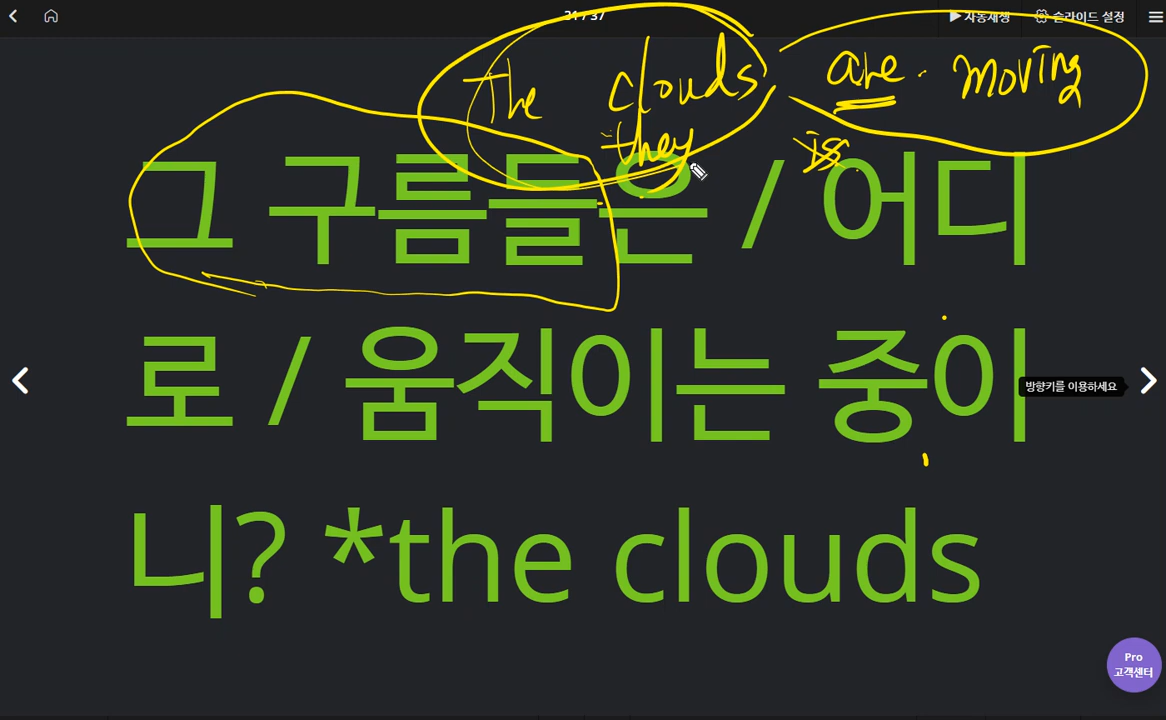 31 / 37
▶ 자동재생
슬라이드 설정
The clouds are moving
they is
그 구름들은 / 어디
로 / 움직이는 중이
방향키를 이용하세요
니? *the clouds
Pro
고객센터